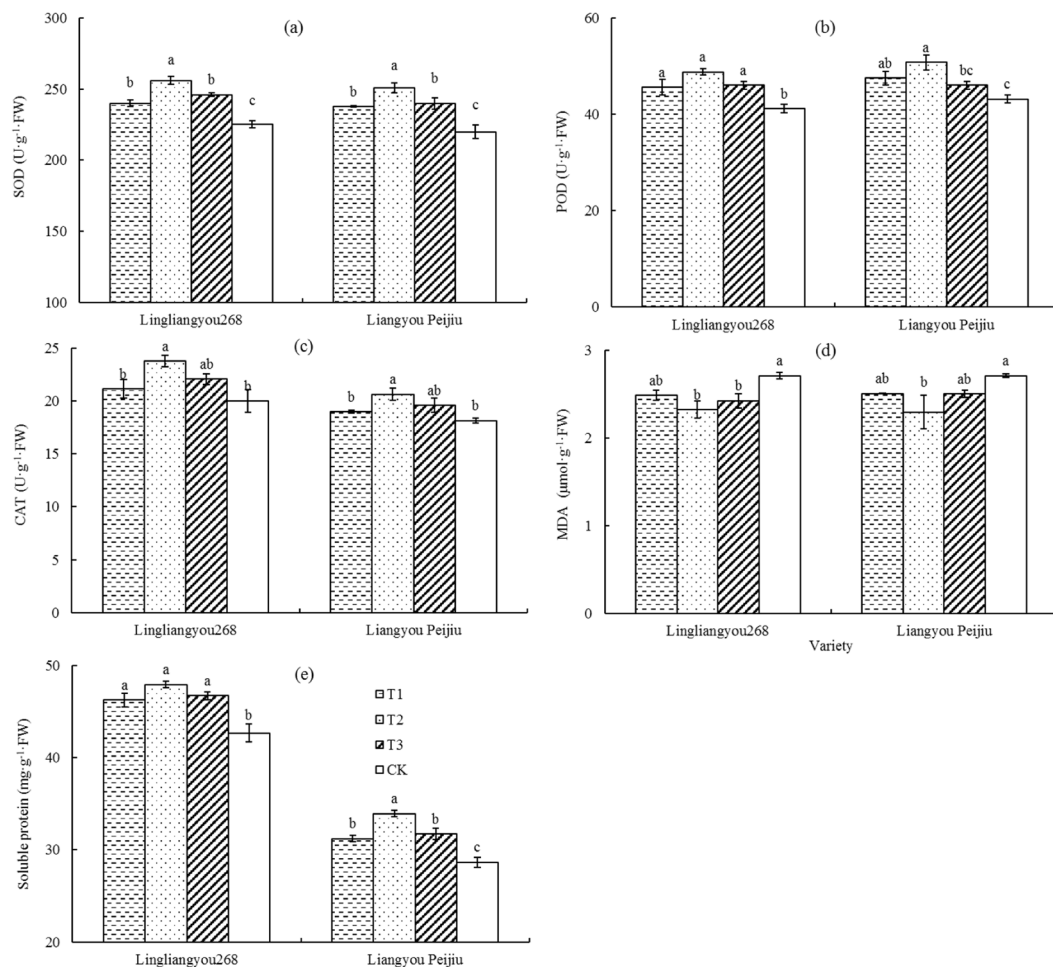 (a)
SOD (U·g⁻¹·FW)
300
250
200
150
100
b a b c
b a b c
Lingliangyou268 Liangyou Peijiu
(b)
POD (U·g⁻¹·FW)
60
40
20
0
a a a b
ab a bc c
Lingliangyou268 Liangyou Peijiu
(c)
CAT (U·g⁻¹·FW)
25
20
15
10
5
0
b a ab b
b a ab b
Lingliangyou268 Liangyou Peijiu
(d)
MDA (μmol·g⁻¹·FW)
3
2
1
0
ab b b a
ab b ab a
Lingliangyou268 Liangyou Peijiu
Variety
(e)
Soluble protein (mg·g⁻¹·FW)
50
40
30
20
a a a b
b a b c
T1
T2
T3
CK
Lingliangyou268 Liangyou Peijiu